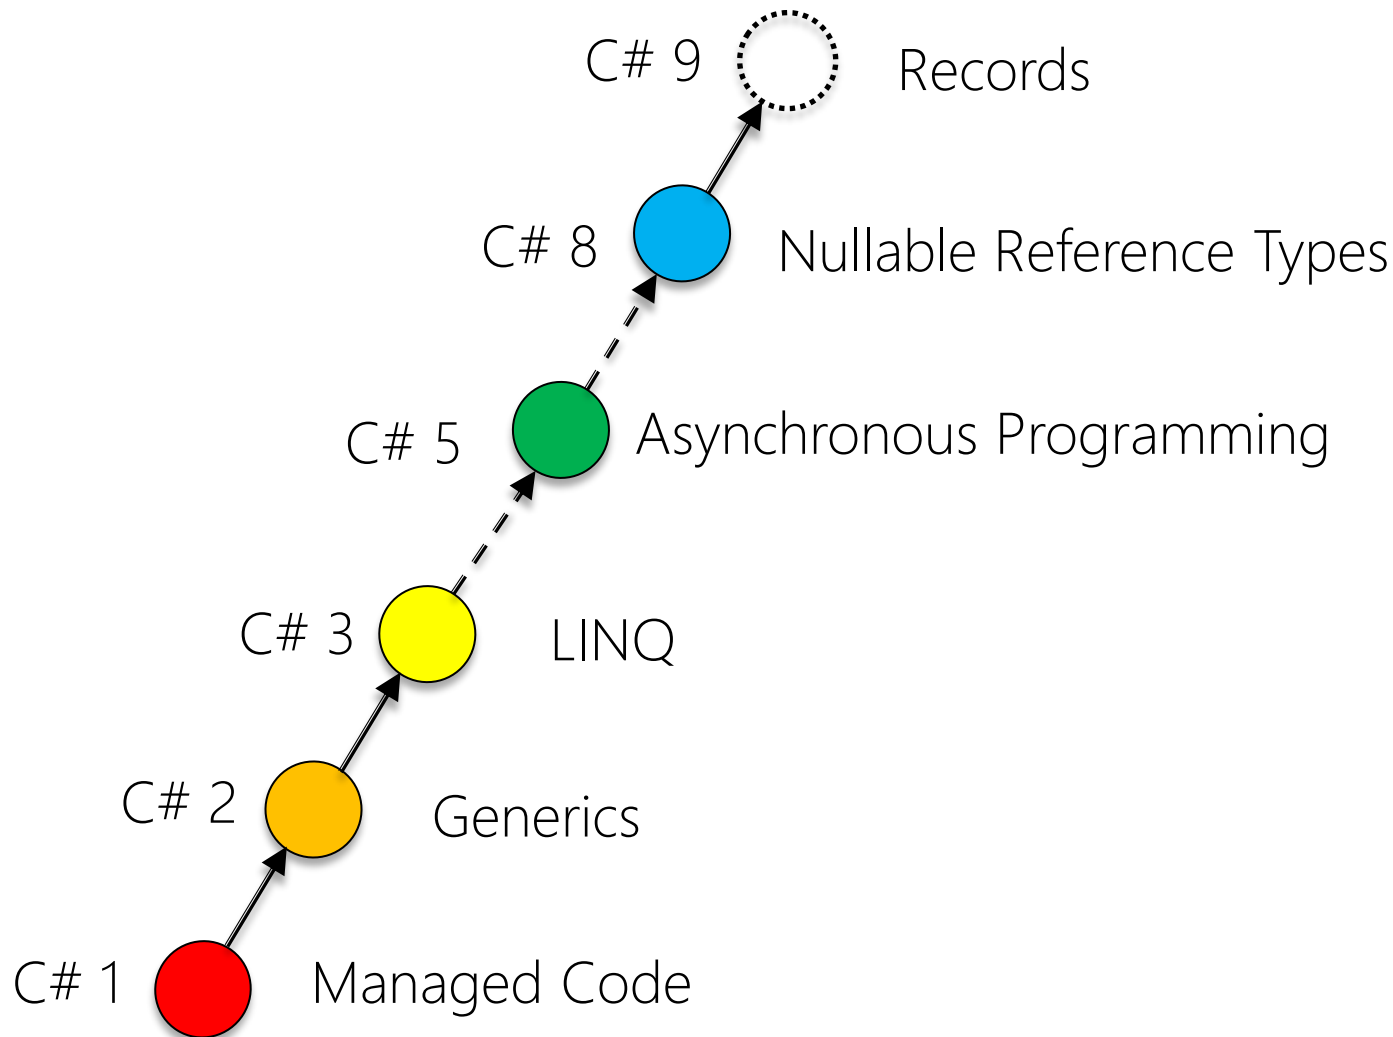 C# 9 Records
C# 8 Nullable Reference Types
C# 5 Asynchronous Programming
C# 3 LINQ
C# 2 Generics
C# 1 Managed Code